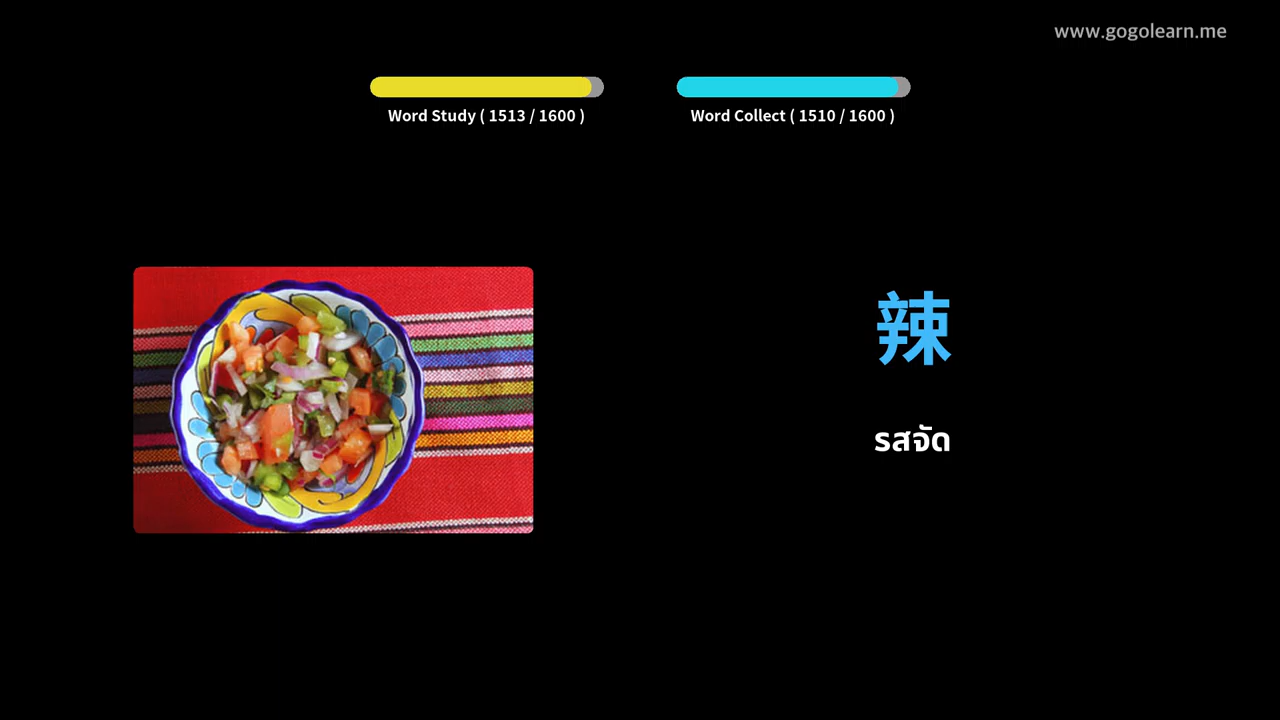 www.gogolearn.me
Word Study ( 1513 / 1600 )
Word Collect ( 1510 / 1600 )
辣
รสจัด